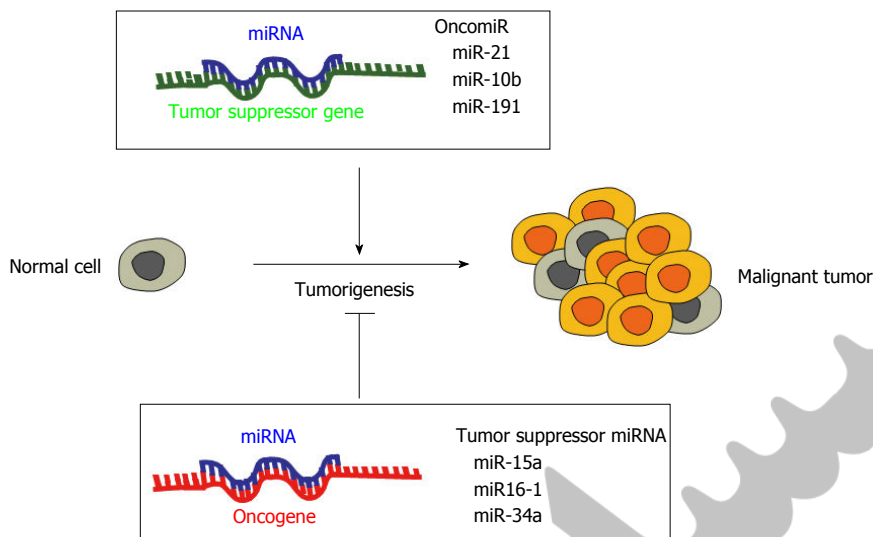 miRNA
Tumor suppressor gene
OncomiR
miR-21
miR-10b
miR-191
Normal cell
Tumorigenesis
Malignant tumor
miRNA
Oncogene
Tumor suppressor miRNA
miR-15a
miR16-1
miR-34a